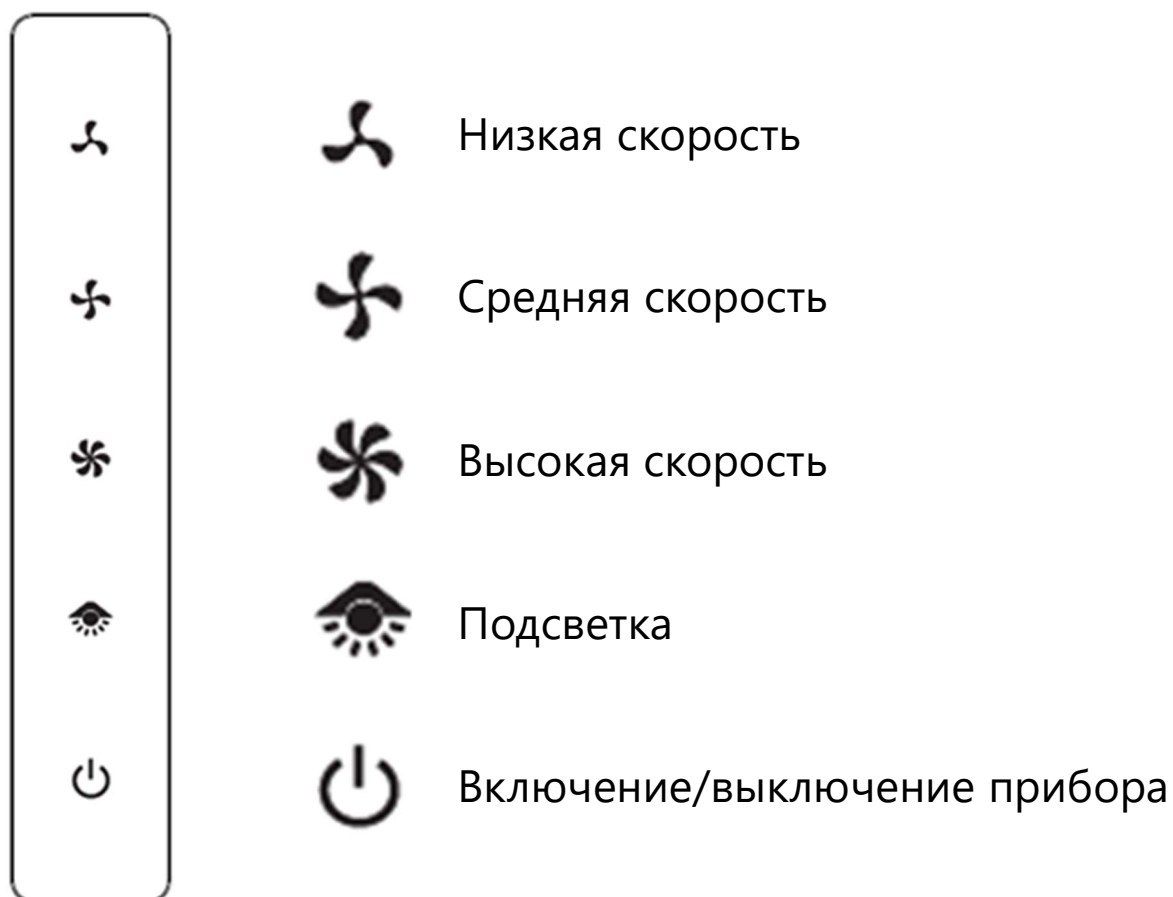 Низкая скорость
Средняя скорость
Высокая скорость
Подсветка
Включение/выключение прибора